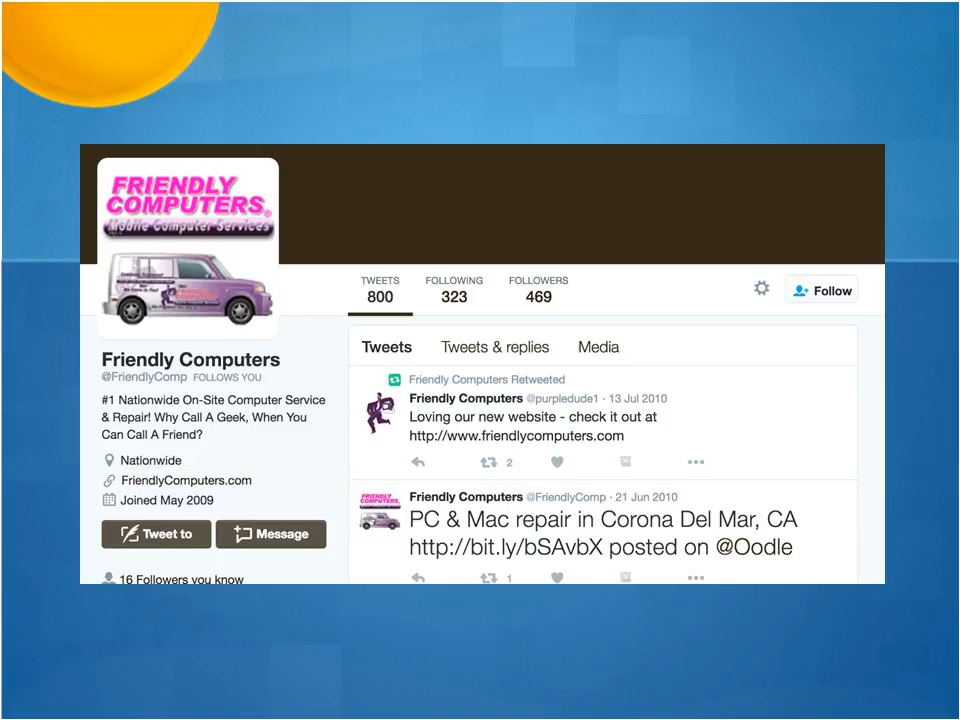 FRIENDLY
COMPUTERS®
Mobile Computer Services
TWEETS
800
FOLLOWING
323
FOLLOWERS
469
Follow
Friendly Computers
@FriendlyComp FOLLOWS YOU
#1 Nationwide On-Site Computer Service
& Repair! Why Call A Geek, When You
Can Call A Friend?
Nationwide
FriendlyComputers.com
Joined May 2009
Tweet to
Message
16 Followers you know
Tweets Tweets & replies Media
Friendly Computers Retweeted
Friendly Computers @purpledude1 · 13 Jul 2010
Loving our new website - check it out at
http://www.friendlycomputers.com
2
Friendly Computers @FriendlyComp · 21 Jun 2010
PC & Mac repair in Corona Del Mar, CA
http://bit.ly/bSAvbX posted on @Oodle
1